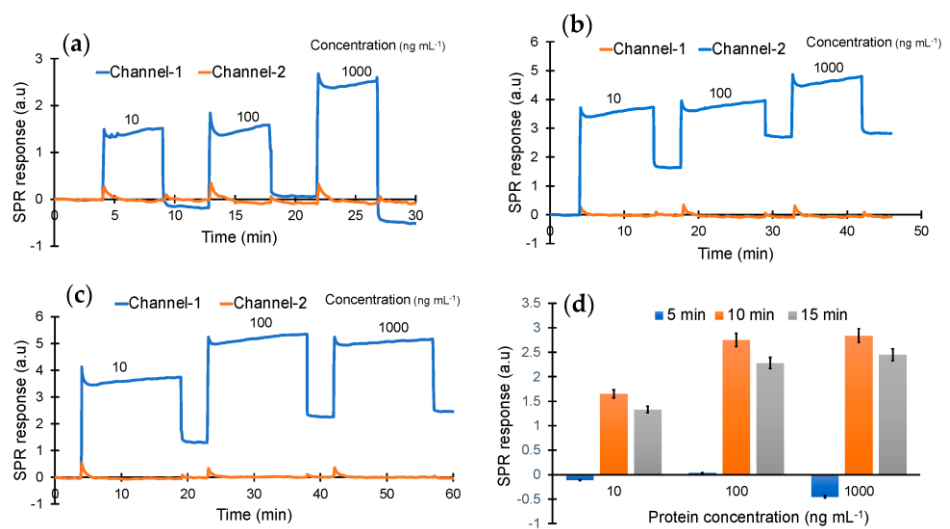 (a)
Concentration (ng mL⁻¹)
Channel-1 Channel-2
SPR response (a.u)
3
2
1
0
-1
10
100
1000
0 5 10 15 20 25 30
Time (min)
(b)
Channel-1 Channel-2 Concentration (ng mL⁻¹)
SPR response (a.u)
6
5
4
3
2
1
0
-1
10
100
1000
0 10 20 30 40 50
Time (min)
(c)
Channel-1 Channel-2 Concentration (ng mL⁻¹)
SPR response (a.u)
6
5
4
3
2
1
0
-1
10
100
1000
0 10 20 30 40 50 60
Time (min)
(d)
5 min 10 min 15 min
SPR response (a.u)
3.5
3
2.5
2
1.5
1
0.5
0
-0.5
-1
10 100 1000
Protein concentration (ng mL⁻¹)